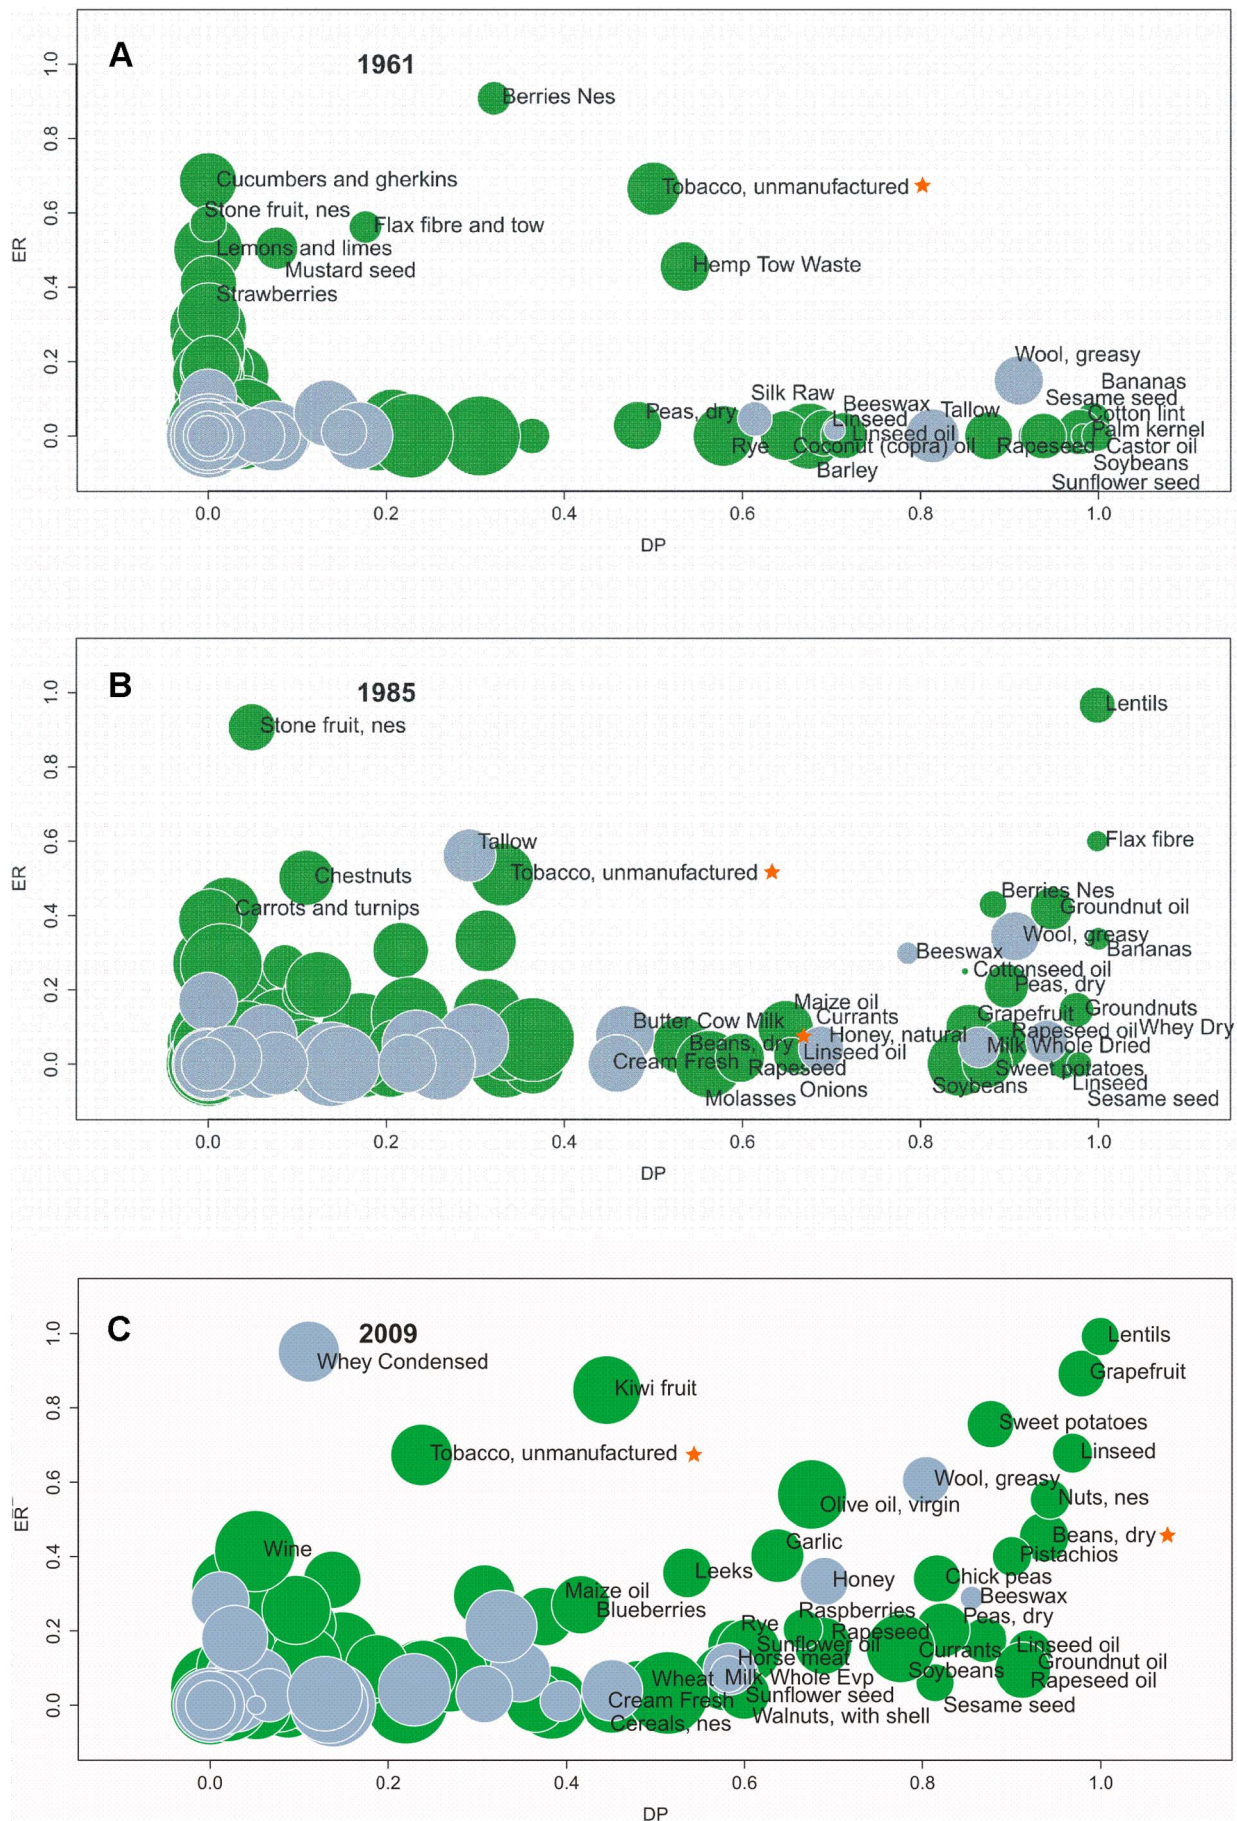 A
1961
Berries Nes
Cucumbers and gherkins
Tobacco, unmanufactured
Stone fruit, nes
Flax fibre and tow
Lemons and limes
Mustard seed
Hemp Tow Waste
Strawberries
Wool, greasy
Bananas
Silk Raw
Sesame seed
Beeswax
Peas, dry
Tallow
Cotton lint
Linseed
Palm kernel
Linseed oil
Rye
Coconut (copra) oil
Rapeseed
Castor oil
Barley
Soybeans
Sunflower seed
ER
0.0 0.2 0.4 0.6 0.8 1.0
0.0 0.2 0.4 0.6 0.8 1.0
DP
B
1985
Lentils
Stone fruit, nes
Tallow
Flax fibre
Chestnuts
Tobacco, unmanufactured
Berries Nes
Carrots and turnips
Groundnut oil
Wool, greasy
Beeswax
Bananas
Cottonseed oil
Peas, dry
Maize oil
Groundnuts
Butter Cow Milk
Currants
Grapefruit
Honey, natural
Rapeseed oil
Whey Dry
Beans, dry
Milk Whole Dried
Linseed oil
Cream Fresh
Rapeseed
Sweet potatoes
Soybeans
Linseed
Onions
Molasses
Sesame seed
ER
0.0 0.2 0.4 0.6 0.8 1.0
0.0 0.2 0.4 0.6 0.8 1.0
DP
C
2009
Lentils
Whey Condensed
Grapefruit
Kiwi fruit
Sweet potatoes
Tobacco, unmanufactured
Linseed
Wool, greasy
Nuts, nes
Olive oil, virgin
Beans, dry
Garlic
Wine
Pistachios
Leeks
Honey
Chick peas
Maize oil
Beeswax
Blueberries
Raspberries
Peas, dry
Rye
Rapeseed
Sunflower oil
Currants
Linseed oil
Horse meat
Groundnut oil
Soybeans
Wheat
Milk Whole Evp
Rapeseed oil
Cream Fresh
Sunflower seed
Sesame seed
Cereals, nes
Walnuts, with shell
ER
0.0 0.2 0.4 0.6 0.8 1.0
0.0 0.2 0.4 0.6 0.8 1.0
DP